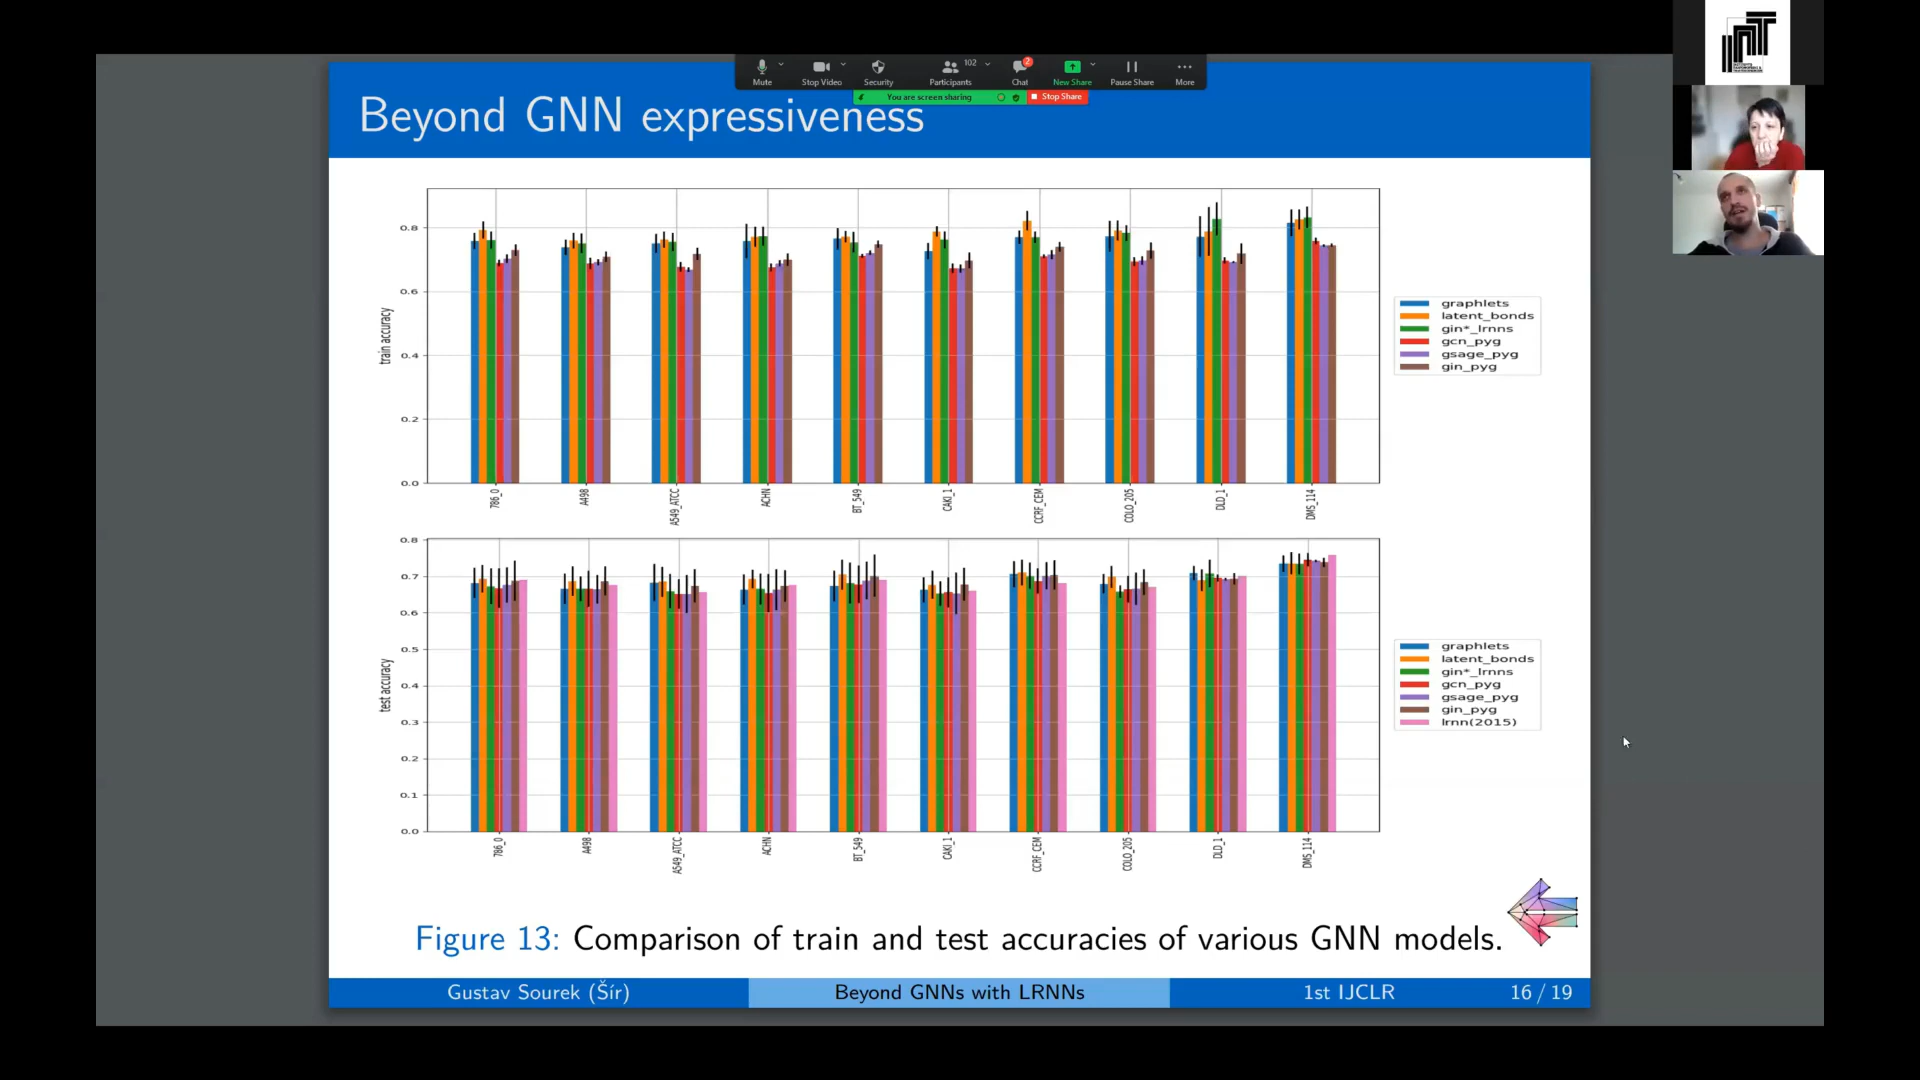 102
2
Mute
Stop Video
Security
Participants
Chat
New Share
Pause Share
More
You are screen sharing
Stop Share
Beyond GNN expressiveness
train accuracy
0.8
0.6
0.4
0.2
0.0
786_0
A498
A549_ATCC
ACHN
BT_549
CAKI_1
CCRF_CEM
COLO_205
DLD_1
DMS_114
graphlets
latent_bonds
gin*_lrnns
gcn_pyg
gsage_pyg
gin_pyg
test accuracy
0.8
0.7
0.6
0.5
0.4
0.3
0.2
0.1
0.0
786_0
A498
A549_ATCC
ACHN
BT_549
CAKI_1
CCRF_CEM
COLO_205
DLD_1
DMS_114
graphlets
latent_bonds
gin*_lrnns
gcn_pyg
gsage_pyg
gin_pyg
lrnn(2015)
Figure 13: Comparison of train and test accuracies of various GNN models.
Gustav Sourek (Šír)
Beyond GNNs with LRNNs
1st IJCLR
16 / 19